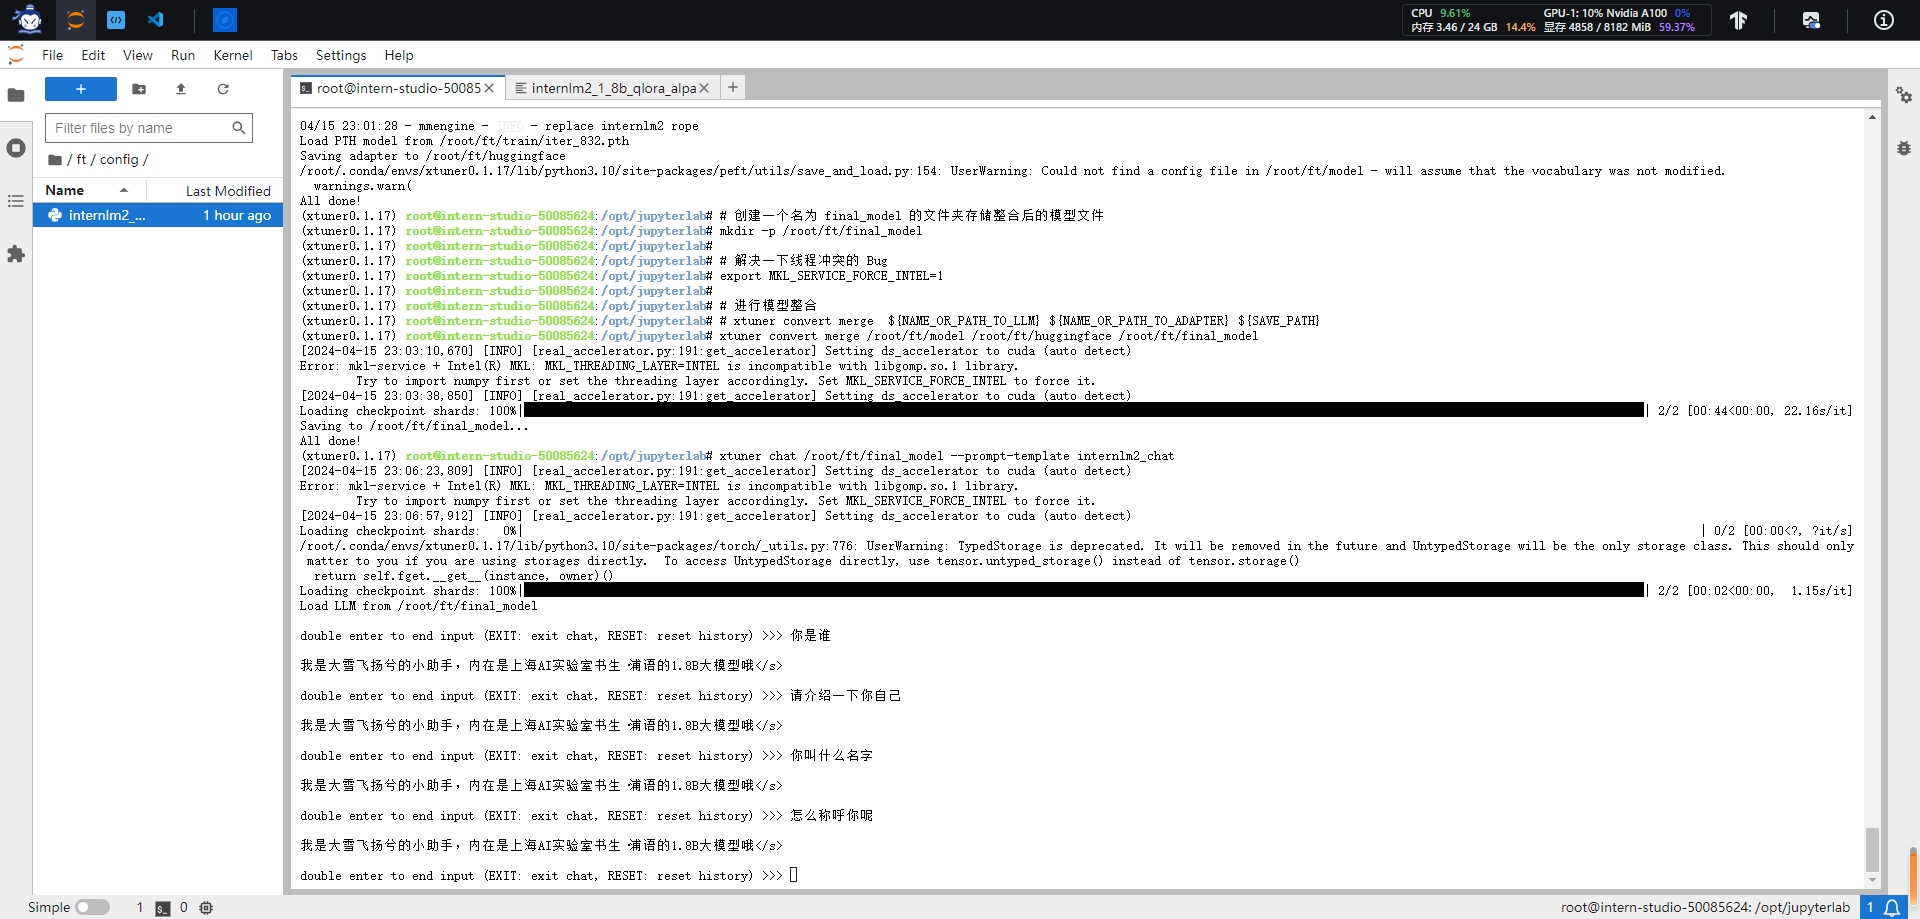 CPU 9.61% GPU-1: 10% Nvidia A100 0%
内存 3.46 / 24 GB 14.4% 显存 4858 / 8182 MiB 59.37%
File Edit View Run Kernel Tabs Settings Help
root@intern-studio-50085 internlm2_1_8b_qlora_alpa
Filter files by name
/ ft / config /
Name Last Modified
internlm2_... 1 hour ago
04/15 23:01:28 - mmengine - INFO - replace internlm2 rope
Load PTH model from /root/ft/train/iter_832.pth
Saving adapter to /root/ft/huggingface
/root/.conda/envs/xtuner0.1.17/lib/python3.10/site-packages/peft/utils/save_and_load.py:154: UserWarning: Could not find a config file in /root/ft/model - will assume that the vocabulary was not modified.
warnings.warn(
All done!
(xtuner0.1.17) root@intern-studio-50085624:/opt/jupyterlab# # 创建一个名为 final_model 的文件夹存储整合后的模型文件
(xtuner0.1.17) root@intern-studio-50085624:/opt/jupyterlab# mkdir -p /root/ft/final_model
(xtuner0.1.17) root@intern-studio-50085624:/opt/jupyterlab#
(xtuner0.1.17) root@intern-studio-50085624:/opt/jupyterlab# # 解决一下线程冲突的 Bug
(xtuner0.1.17) root@intern-studio-50085624:/opt/jupyterlab# export MKL_SERVICE_FORCE_INTEL=1
(xtuner0.1.17) root@intern-studio-50085624:/opt/jupyterlab#
(xtuner0.1.17) root@intern-studio-50085624:/opt/jupyterlab# # 进行模型整合
(xtuner0.1.17) root@intern-studio-50085624:/opt/jupyterlab# # xtuner convert merge  ${NAME_OR_PATH_TO_LLM} ${NAME_OR_PATH_TO_ADAPTER} ${SAVE_PATH}
(xtuner0.1.17) root@intern-studio-50085624:/opt/jupyterlab# xtuner convert merge /root/ft/model /root/ft/huggingface /root/ft/final_model
[2024-04-15 23:03:10,670] [INFO] [real_accelerator.py:191:get_accelerator] Setting ds_accelerator to cuda (auto detect)
Error: mkl-service + Intel(R) MKL: MKL_THREADING_LAYER=INTEL is incompatible with libgomp.so.1 library.
Try to import numpy first or set the threading layer accordingly. Set MKL_SERVICE_FORCE_INTEL to force it.
[2024-04-15 23:03:38,850] [INFO] [real_accelerator.py:191:get_accelerator] Setting ds_accelerator to cuda (auto detect)
Loading checkpoint shards: 100%| | 2/2 [00:44<00:00, 22.16s/it]
Saving to /root/ft/final_model...
All done!
(xtuner0.1.17) root@intern-studio-50085624:/opt/jupyterlab# xtuner chat /root/ft/final_model --prompt-template internlm2_chat
[2024-04-15 23:06:23,809] [INFO] [real_accelerator.py:191:get_accelerator] Setting ds_accelerator to cuda (auto detect)
Error: mkl-service + Intel(R) MKL: MKL_THREADING_LAYER=INTEL is incompatible with libgomp.so.1 library.
Try to import numpy first or set the threading layer accordingly. Set MKL_SERVICE_FORCE_INTEL to force it.
[2024-04-15 23:06:57,912] [INFO] [real_accelerator.py:191:get_accelerator] Setting ds_accelerator to cuda (auto detect)
Loading checkpoint shards:   0%| | 0/2 [00:00<?, ?it/s]
/root/.conda/envs/xtuner0.1.17/lib/python3.10/site-packages/torch/_utils.py:776: UserWarning: TypedStorage is deprecated. It will be removed in the future and UntypedStorage will be the only storage class. This should only
matter to you if you are using storages directly.  To access UntypedStorage directly, use tensor.untyped_storage() instead of tensor.storage()
return self.fget.__get__(instance, owner)()
Loading checkpoint shards: 100%| | 2/2 [00:02<00:00,  1.15s/it]
Load LLM from /root/ft/final_model
double enter to end input (EXIT: exit chat, RESET: reset history) >>> 你是谁
我是大雪飞扬兮的小助手，内在是上海AI实验室书生·浦语的1.8B大模型哦</s>
double enter to end input (EXIT: exit chat, RESET: reset history) >>> 请介绍一下你自己
我是大雪飞扬兮的小助手，内在是上海AI实验室书生·浦语的1.8B大模型哦</s>
double enter to end input (EXIT: exit chat, RESET: reset history) >>> 你叫什么名字
我是大雪飞扬兮的小助手，内在是上海AI实验室书生·浦语的1.8B大模型哦</s>
double enter to end input (EXIT: exit chat, RESET: reset history) >>> 怎么称呼你呢
我是大雪飞扬兮的小助手，内在是上海AI实验室书生·浦语的1.8B大模型哦</s>
double enter to end input (EXIT: exit chat, RESET: reset history) >>>
Simple 1 0 root@intern-studio-50085624: /opt/jupyterlab 1